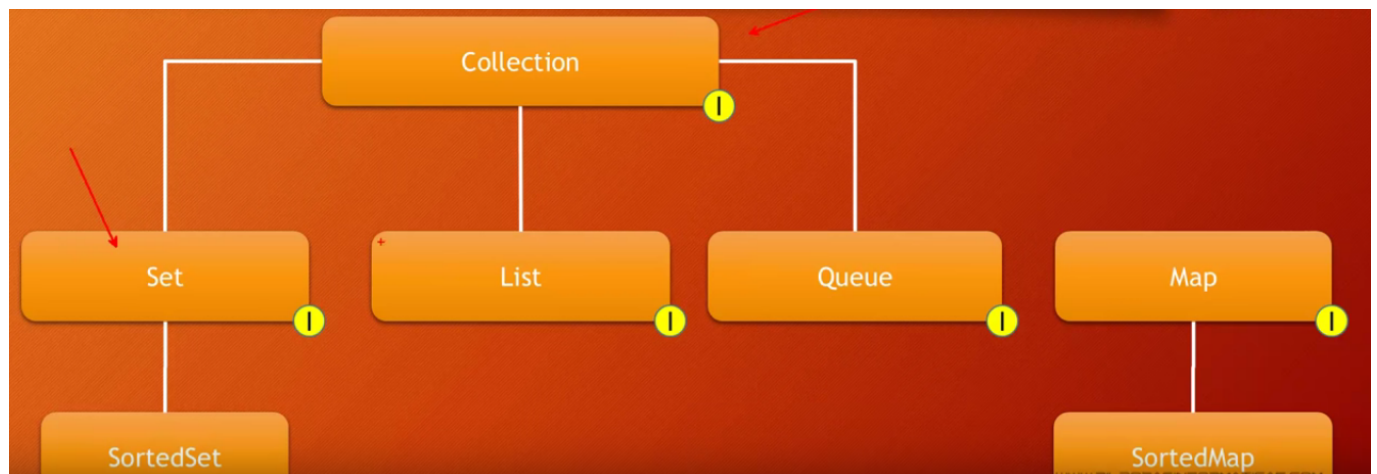 Collection
I
Set
I
+
List
I
Queue
I
Map
I
SortedSet
SortedMap